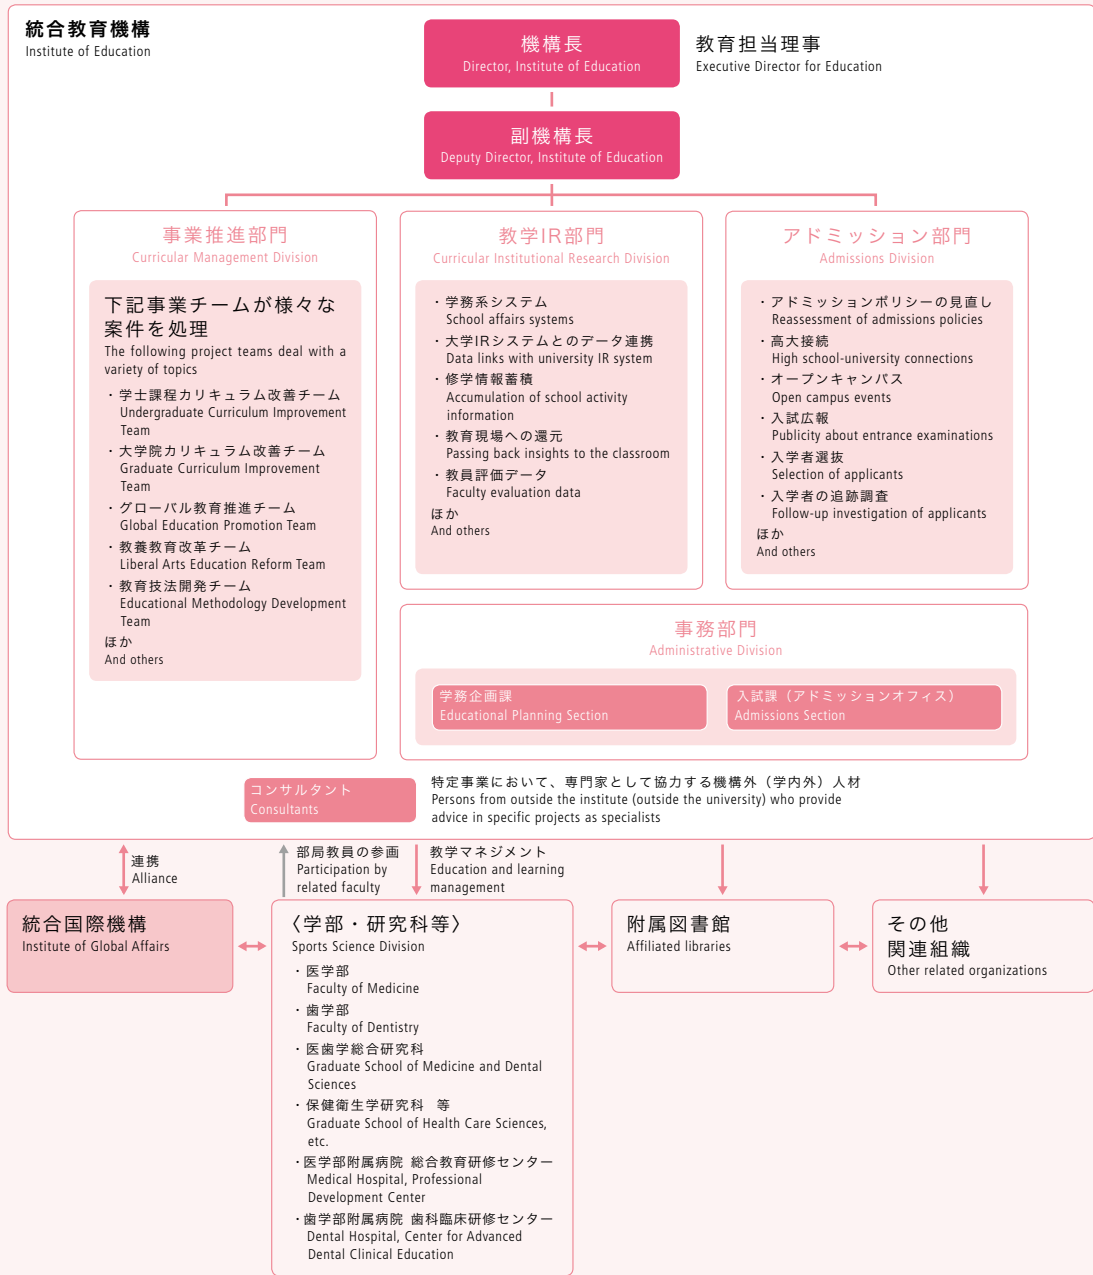 統合教育機構
Institute of Education
機構長
Director, Institute of Education
教育担当理事
Executive Director for Education
副機構長
Deputy Director, Institute of Education
事業推進部門
Curricular Management Division
下記事業チームが様々な
案件を処理
The following project teams deal with a
variety of topics
・学士課程カリキュラム改善チーム
Undergraduate Curriculum Improvement
Team
・大学院カリキュラム改善チーム
Graduate Curriculum Improvement
Team
・グローバル教育推進チーム
Global Education Promotion Team
・教養教育改革チーム
Liberal Arts Education Reform Team
・教育技法開発チーム
Educational Methodology Development
Team
ほか
And others
教学IR部門
Curricular Institutional Research Division
・学務系システム
School affairs systems
・大学IRシステムとのデータ連携
Data links with university IR system
・修学情報蓄積
Accumulation of school activity
information
・教育現場への還元
Passing back insights to the classroom
・教員評価データ
Faculty evaluation data
ほか
And others
アドミッション部門
Admissions Division
・アドミッションポリシーの見直し
Reassessment of admissions policies
・高大接続
High school-university connections
・オープンキャンパス
Open campus events
・入試広報
Publicity about entrance examinations
・入学者選抜
Selection of applicants
・入学者の追跡調査
Follow-up investigation of applicants
ほか
And others
事務部門
Administrative Division
学務企画課
Educational Planning Section
入試課（アドミッションオフィス）
Admissions Section
コンサルタント
Consultants
特定事業において、専門家として協力する機構外（学内外）人材
Persons from outside the institute (outside the university) who provide
advice in specific projects as specialists
連携
Alliance
部局教員の参画
Participation by
related faculty
教学マネジメント
Education and learning
management
統合国際機構
Institute of Global Affairs
〈学部・研究科等〉
Sports Science Division
・医学部
Faculty of Medicine
・歯学部
Faculty of Dentistry
・医歯学総合研究科
Graduate School of Medicine and Dental
Sciences
・保健衛生学研究科 等
Graduate School of Health Care Sciences,
etc.
・医学部附属病院 総合教育研修センター
Medical Hospital, Professional
Development Center
・歯学部附属病院 歯科臨床研修センター
Dental Hospital, Center for Advanced
Dental Clinical Education
附属図書館
Affiliated libraries
その他
関連組織
Other related organizations